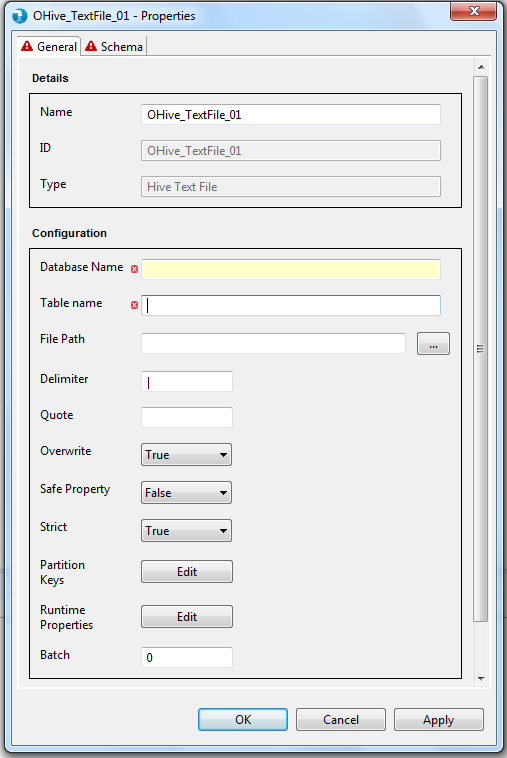 OHive_TextFile_01 - Properties
General Schema
Details
Name OHive_TextFile_01
ID OHive_TextFile_01
Type Hive Text File
Configuration
Database Name
Table name
File Path ...
Delimiter |
Quote
Overwrite True
Safe Property False
Strict True
Partition
Keys Edit
Runtime
Properties Edit
Batch 0
OK Cancel Apply